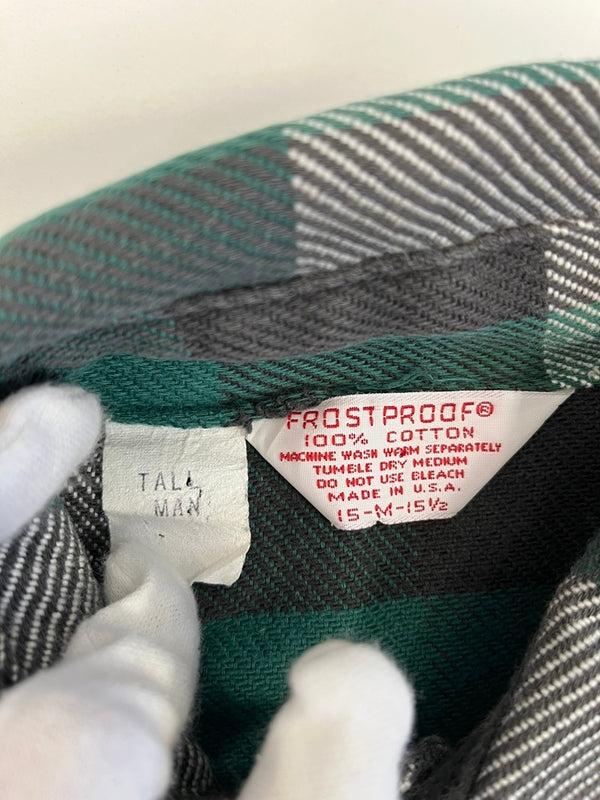 FROSTPROOF®
100% COTTON
MACHINE WASH WARM SEPARATELY
TUMBLE DRY MEDIUM
DO NOT USE BLEACH
MADE IN U.S.A.
15-M-15½
TALL
MAN